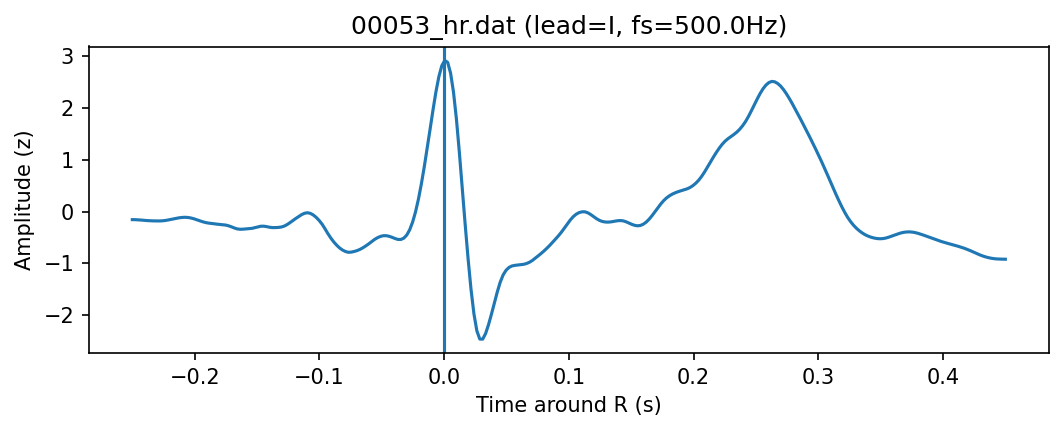 00053_hr.dat (lead=I, fs=500.0Hz)
Amplitude (z)
3
2
1
0
−1
−2
−0.2 −0.1 0.0 0.1 0.2 0.3 0.4
Time around R (s)